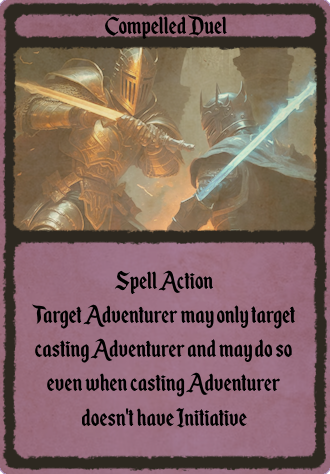 Compelled Duel
Spell Action
Target Adventurer may only target
casting Adventurer and may do so
even when casting Adventurer
doesn't have Initiative